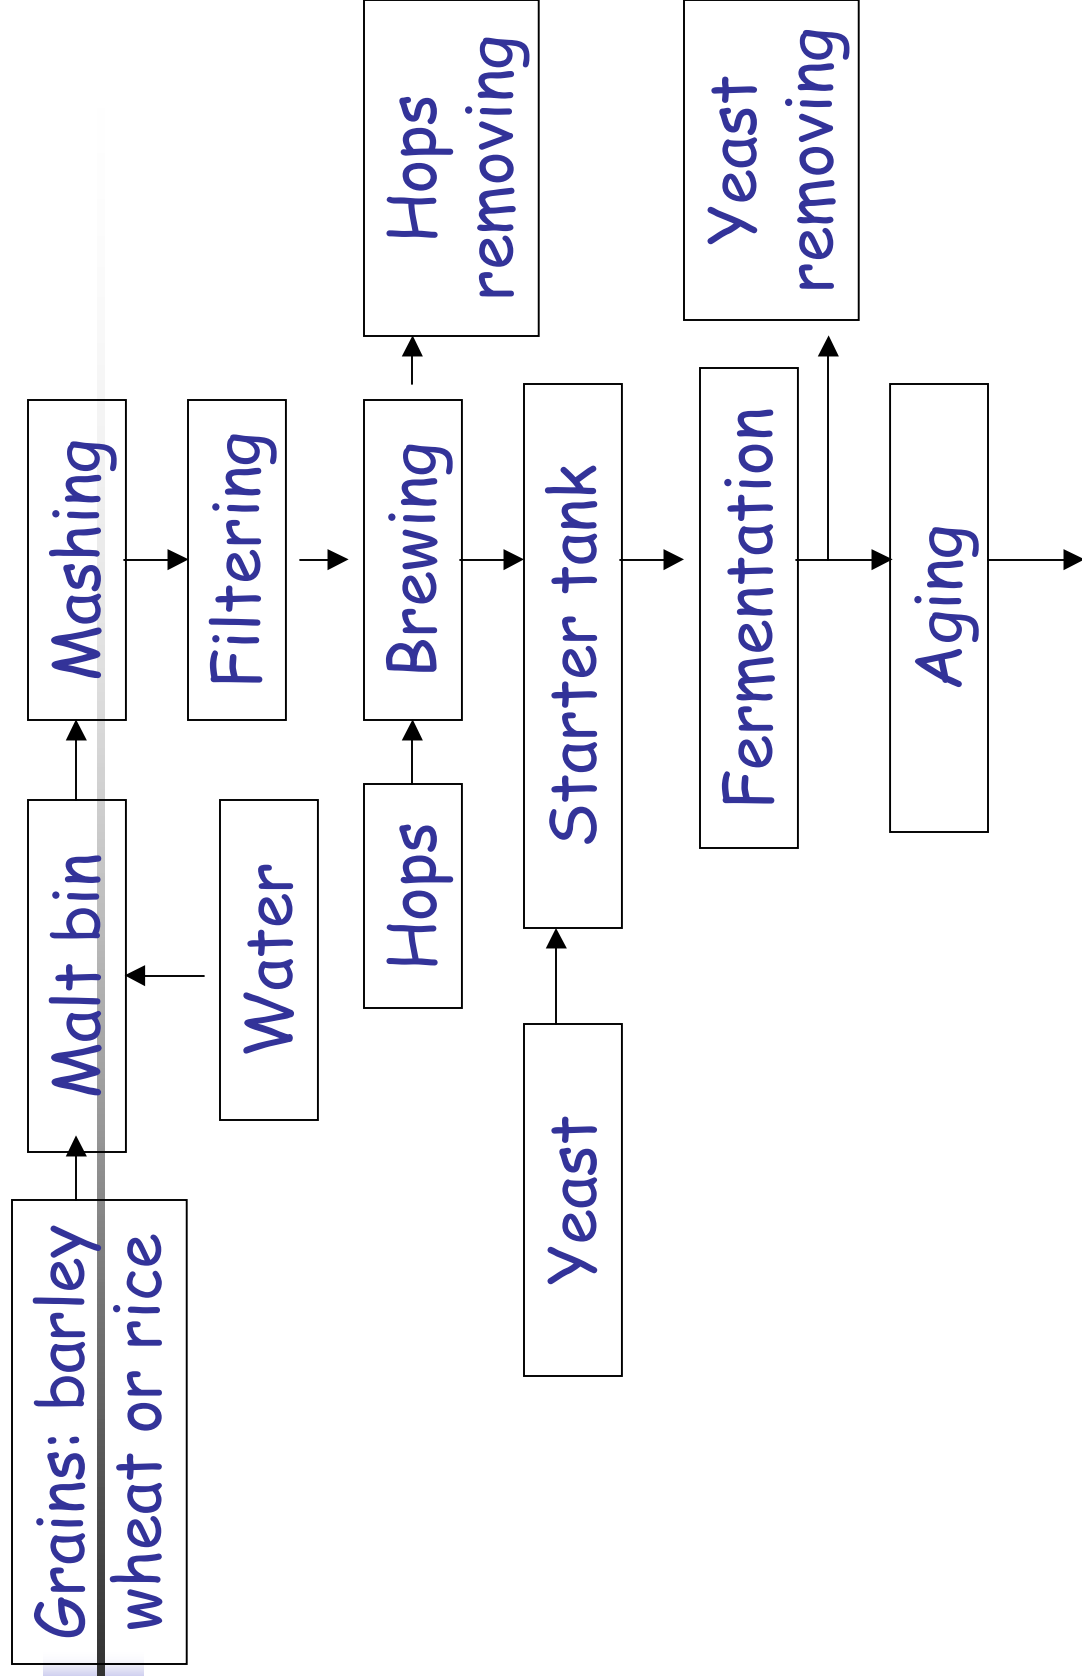 Grains: barley
wheat or rice
Malt bin
Mashing
Water
Filtering
Hops
Brewing
Hops
removing
Yeast
Starter tank
Fermentation
Yeast
removing
Aging